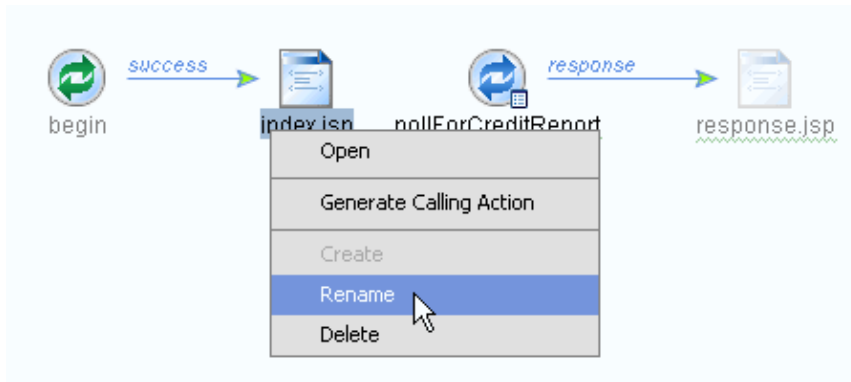 success
response
begin
index.jsp
pollForCreditReport
response.jsp
Open
Generate Calling Action
Create
Rename
Delete